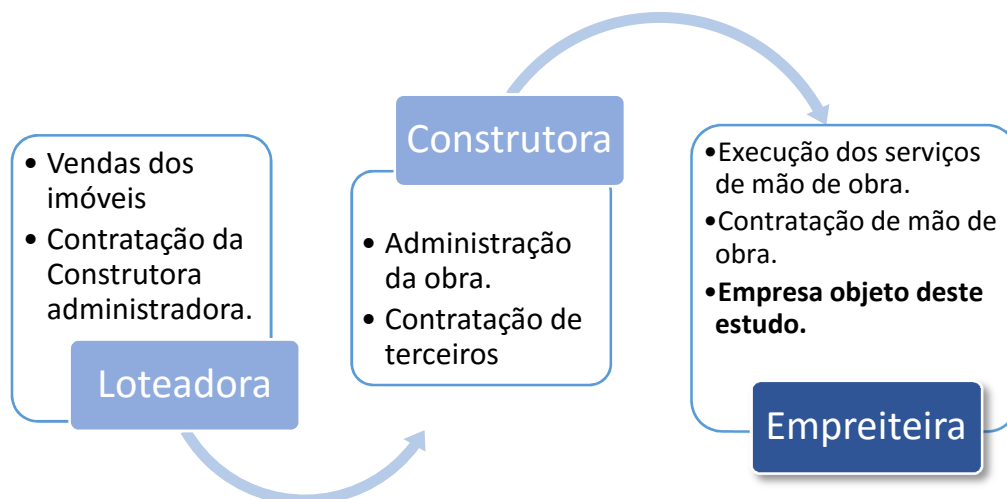 • Vendas dos
imóveis
• Contratação da
Construtora
administradora.
Loteadora
Construtora
• Administração
da obra.
• Contratação de
terceiros
•Execução dos serviços
de mão de obra.
•Contratação de mão de
obra.
•Empresa objeto deste
estudo.
Empreiteira